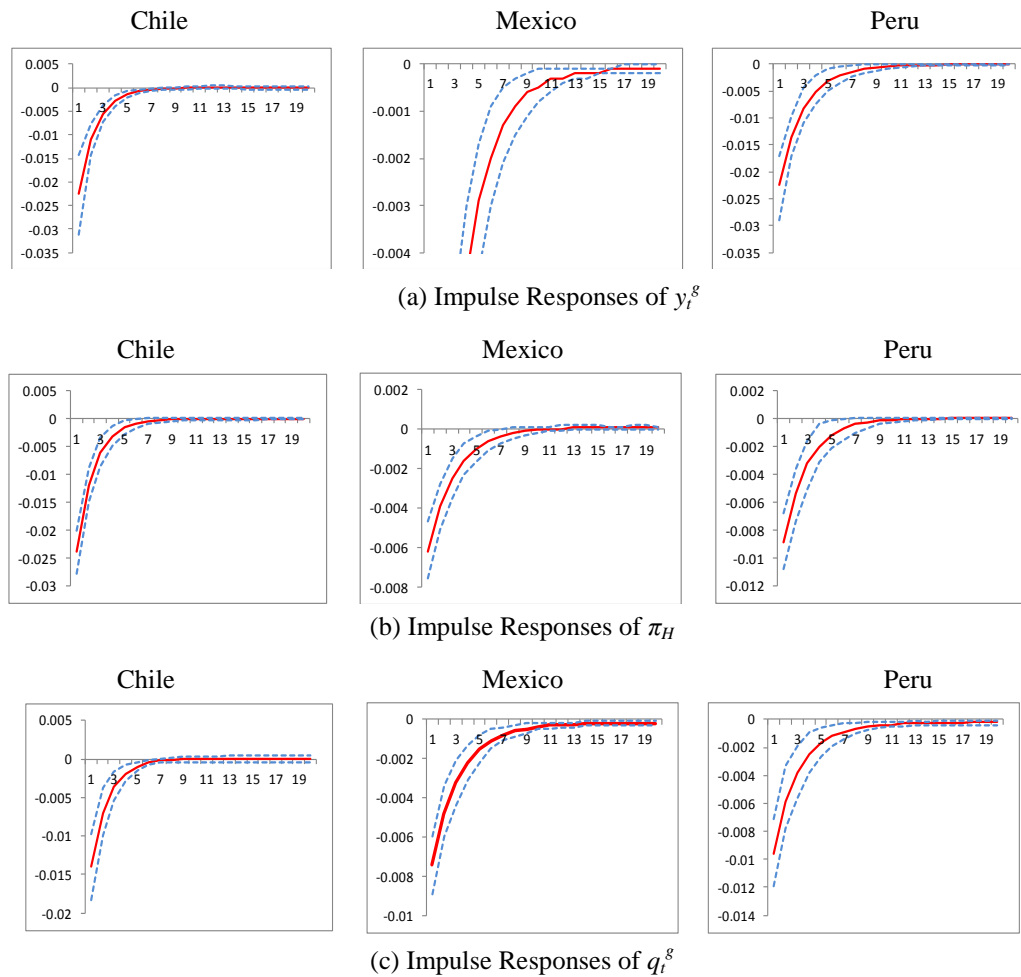 Chile Mexico Peru
0.005 0 -0.005 -0.01 -0.015 -0.02 -0.025 -0.03 -0.035
1 3 5 7 9 11 13 15 17 19
0 -0.001 -0.002 -0.003 -0.004
1 3 5 7 9 11 13 15 17 19
0 -0.005 -0.01 -0.015 -0.02 -0.025 -0.03 -0.035
1 3 5 7 9 11 13 15 17 19
(a) Impulse Responses of y_t^g
Chile Mexico Peru
0.005 0 -0.005 -0.01 -0.015 -0.02 -0.025 -0.03
1 3 5 7 9 11 13 15 17 19
0.002 0 -0.002 -0.004 -0.006 -0.008
1 3 5 7 9 11 13 15 17 19
0.002 0 -0.002 -0.004 -0.006 -0.008 -0.01 -0.012
1 3 5 7 9 11 13 15 17 19
(b) Impulse Responses of π_H
Chile Mexico Peru
0.005 0 -0.005 -0.01 -0.015 -0.02
1 3 5 7 9 11 13 15 17 19
0 -0.002 -0.004 -0.006 -0.008 -0.01
1 3 5 7 9 11 13 15 17 19
0 -0.002 -0.004 -0.006 -0.008 -0.01 -0.012 -0.014
1 3 5 7 9 11 13 15 17 19
(c) Impulse Responses of q_t^g